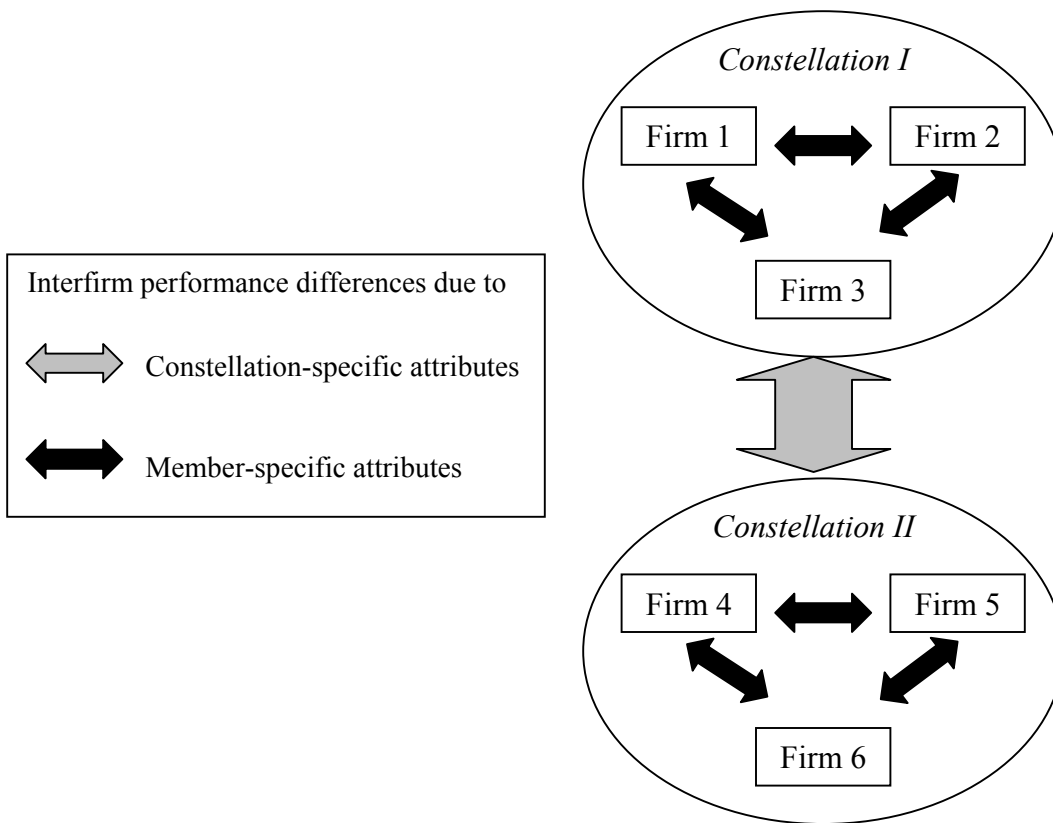 Constellation I
Firm 1
Firm 2
Firm 3
Interfirm performance differences due to
Constellation-specific attributes
Member-specific attributes
Constellation II
Firm 4
Firm 5
Firm 6